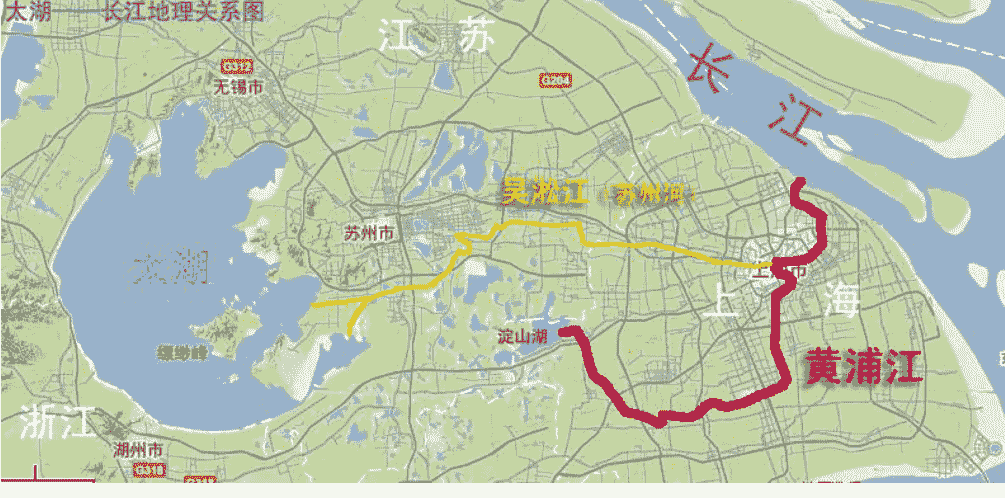 太湖——长江地理关系图
江 苏
长
江
无锡市
吴淞江（苏州河）
苏州市
太湖
上海市
上 海
淀山湖
缥缈峰
黄浦江
浙江
湖州市